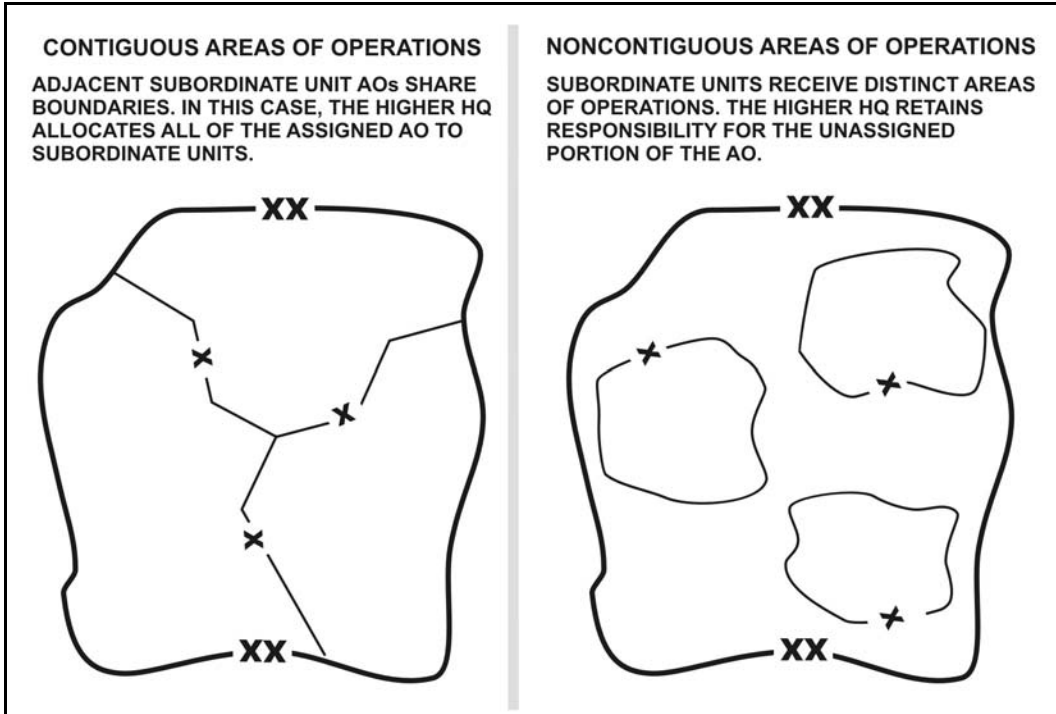 CONTIGUOUS AREAS OF OPERATIONS
ADJACENT SUBORDINATE UNIT AOs SHARE
BOUNDARIES. IN THIS CASE, THE HIGHER HQ
ALLOCATES ALL OF THE ASSIGNED AO TO
SUBORDINATE UNITS.
XX
X
X
X
XX
NONCONTIGUOUS AREAS OF OPERATIONS
SUBORDINATE UNITS RECEIVE DISTINCT AREAS
OF OPERATIONS. THE HIGHER HQ RETAINS
RESPONSIBILITY FOR THE UNASSIGNED
PORTION OF THE AO.
XX
X
X
X
XX